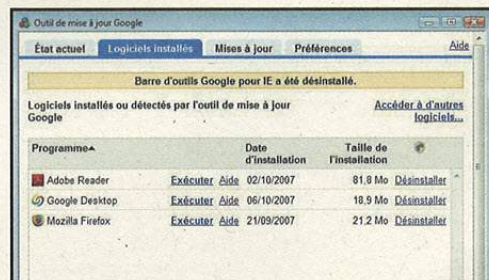 Outil de mise à jour Google
État actuel Logiciels installés Mises à jour Préférences Aide
Barre d'outils Google pour IE a été désinstallé.
Logiciels installés ou détectés par l'outil de mise à jour
Google
Accéder à d'autres
logiciels...
Programme Date
d'installation Taille de
l'installation
Adobe Reader Exécuter Aide 02/10/2007 81,8 Mo Désinstaller
Google Desktop Exécuter Aide 06/10/2007 18,9 Mo Désinstaller
Mozilla Firefox Exécuter Aide 21/09/2007 21,2 Mo Désinstaller